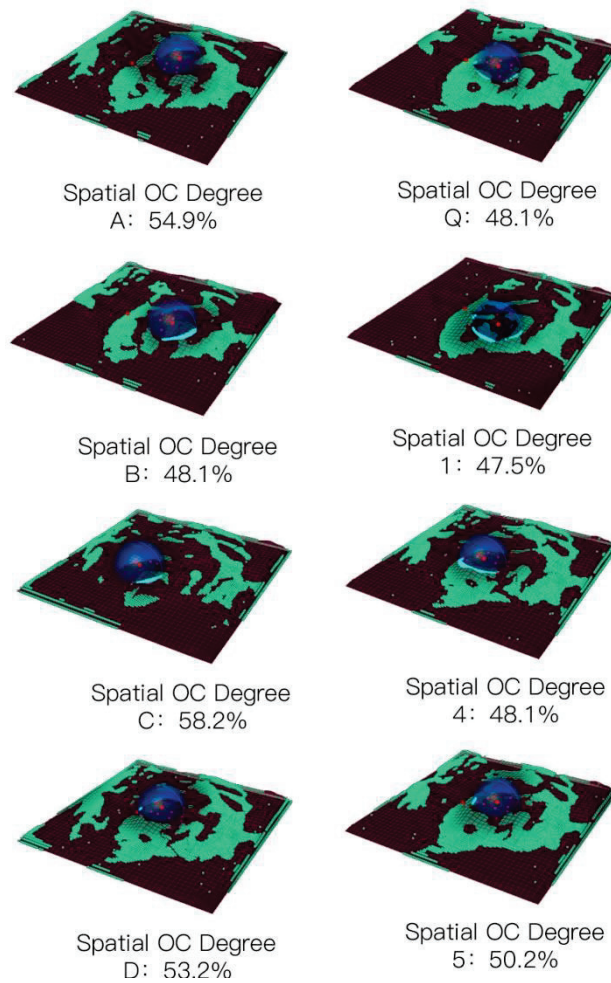 Spatial OC Degree
A: 54.9%
Spatial OC Degree
Q: 48.1%
Spatial OC Degree
B: 48.1%
Spatial OC Degree
1: 47.5%
Spatial OC Degree
C: 58.2%
Spatial OC Degree
4: 48.1%
Spatial OC Degree
D: 53.2%
Spatial OC Degree
5: 50.2%